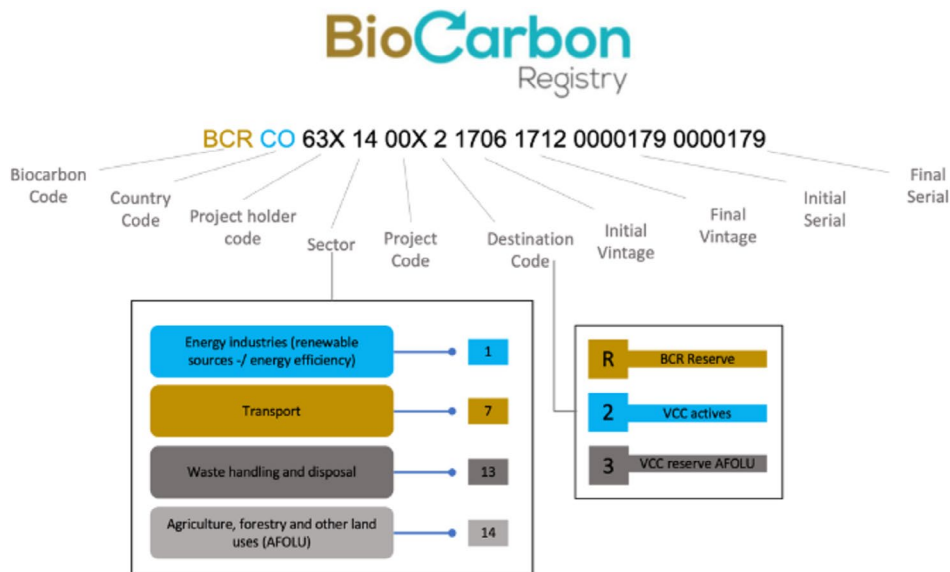 BioCarbon
Registry
BCR CO 63X 14 00X 2 1706 1712 0000179 0000179
Biocarbon
Code
Country
Code
Project holder
code
Sector
Project
Code
Destination
Code
Initial
Vintage
Final
Vintage
Initial
Serial
Final
Serial
Energy industries (renewable
sources -/ energy efficiency)
1
Transport
7
Waste handling and disposal
13
Agriculture, forestry and other land
uses (AFOLU)
14
R
BCR Reserve
2
VCC actives
3
VCC reserve AFOLU